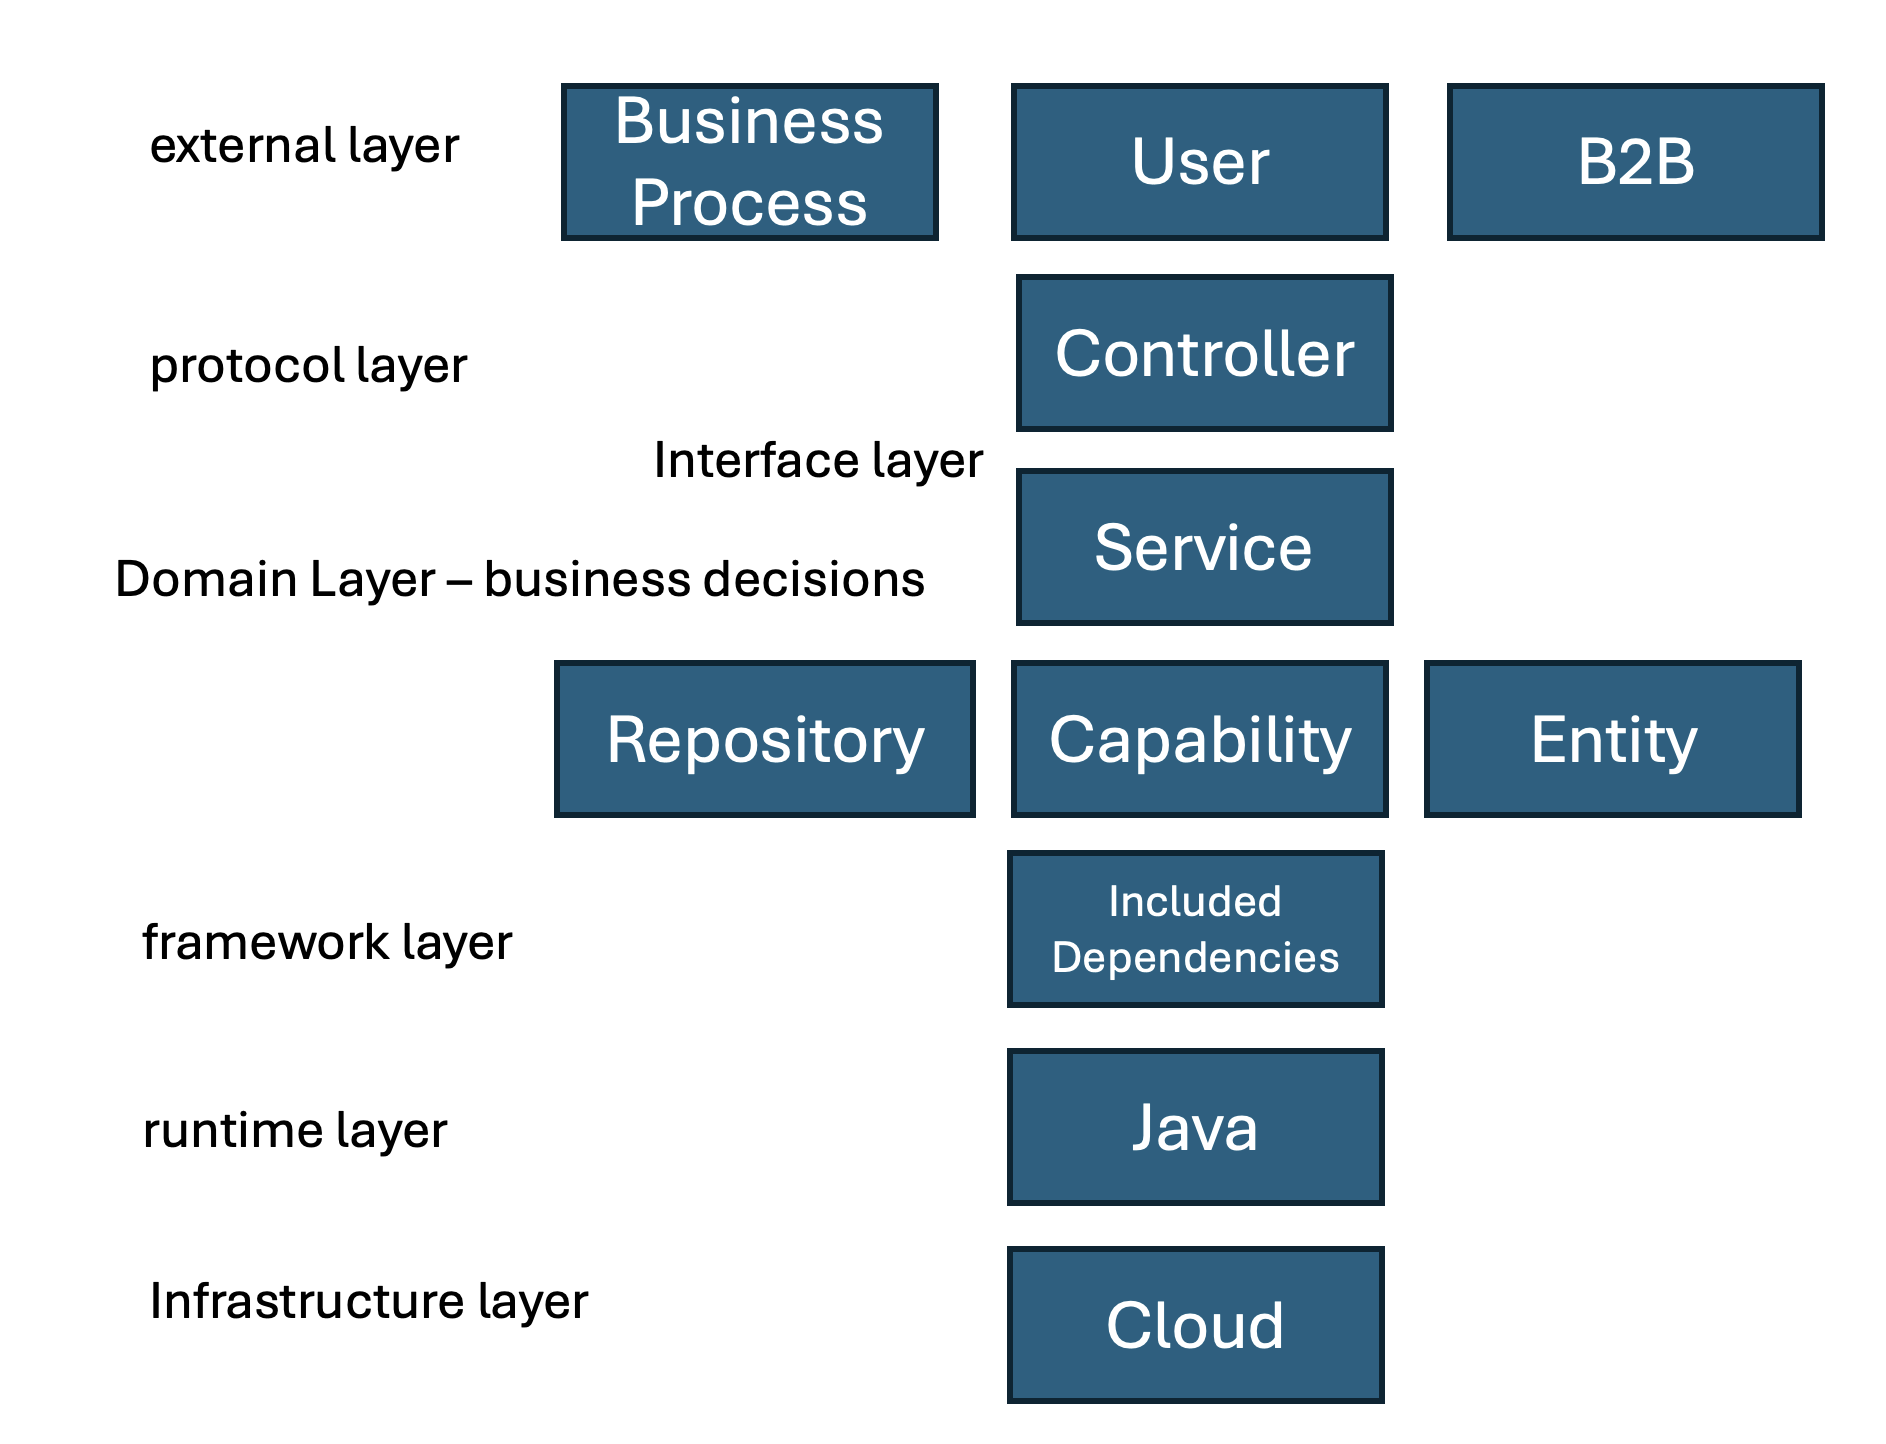 external layer
Business
Process
User
B2B
protocol layer
Controller
Interface layer
Service
Domain Layer – business decisions
Repository
Capability
Entity
framework layer
Included
Dependencies
runtime layer
Java
Infrastructure layer
Cloud